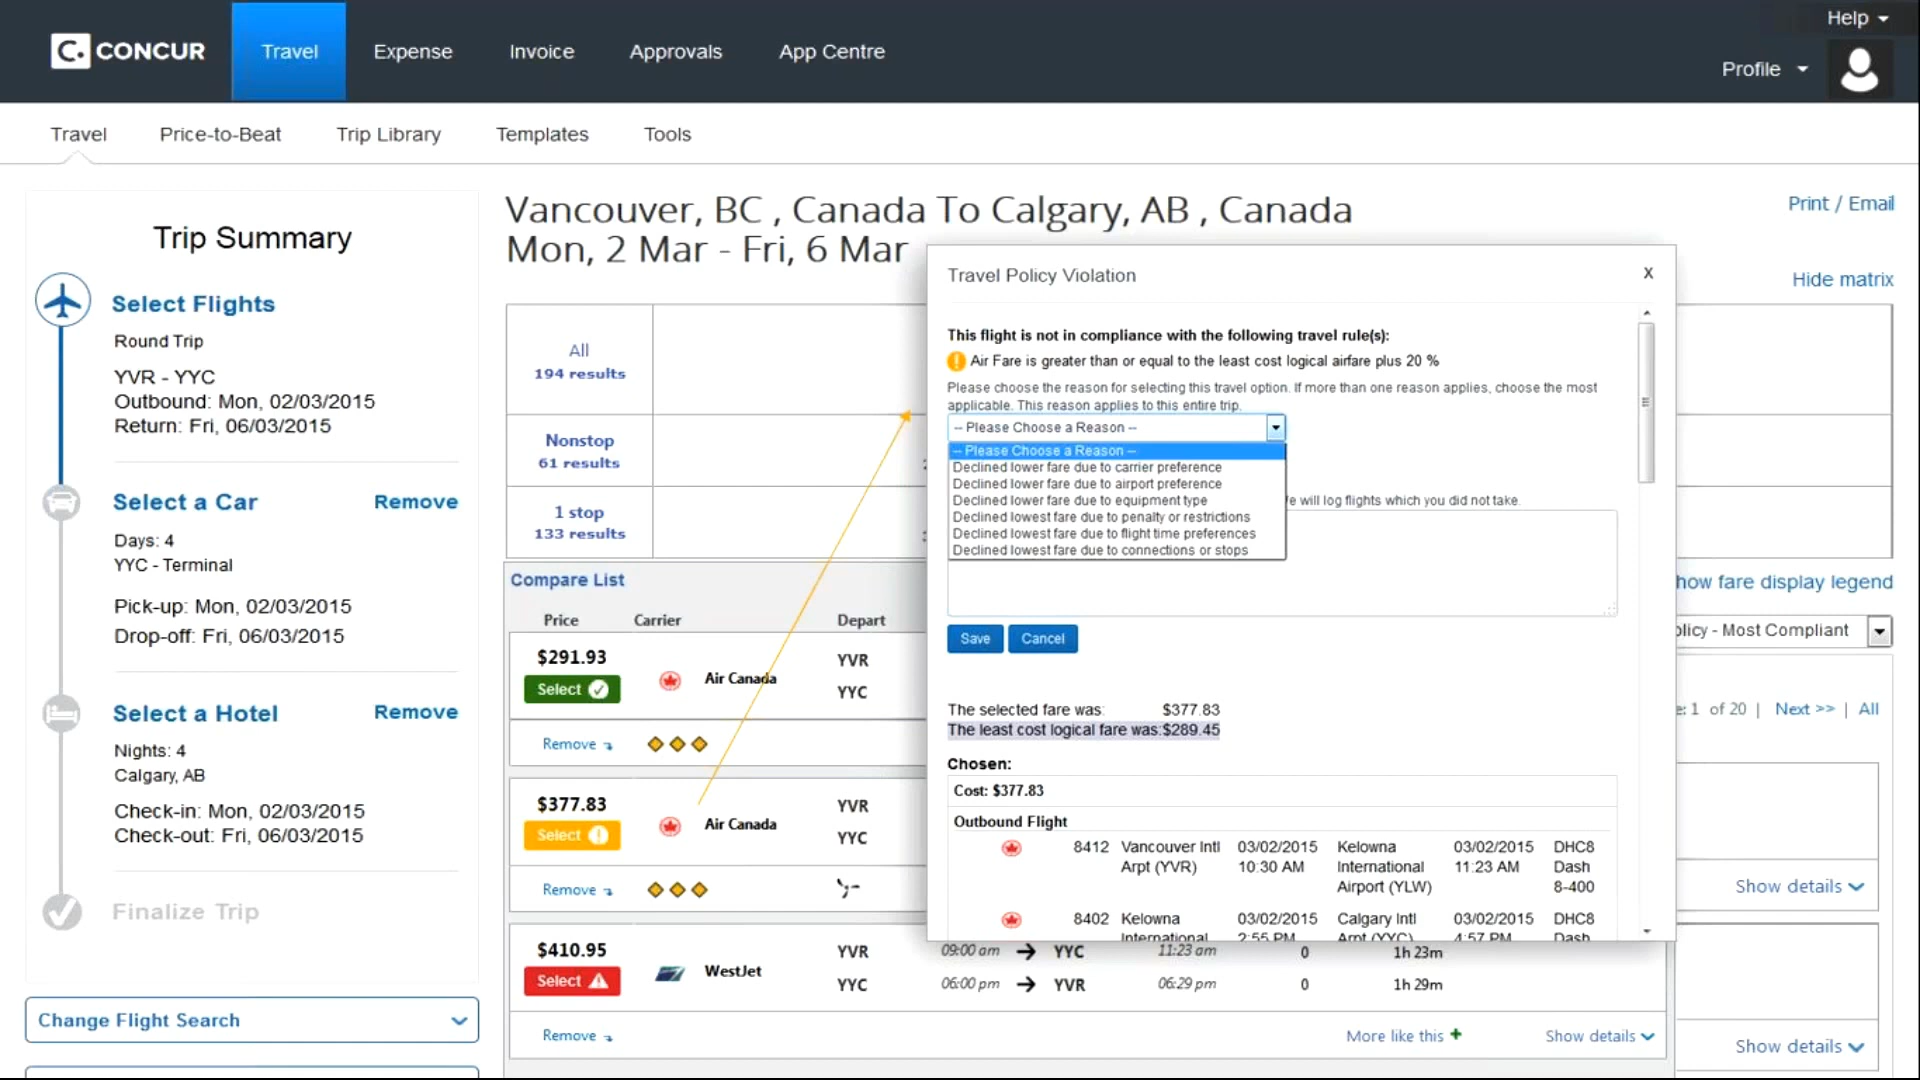 Help
CONCUR
Travel
Expense
Invoice
Approvals
App Centre
Profile
Travel
Price-to-Beat
Trip Library
Templates
Tools
Trip Summary
Select Flights
Round Trip
YVR - YYC
Outbound: Mon, 02/03/2015
Return: Fri, 06/03/2015
Select a Car Remove
Days: 4
YYC - Terminal
Pick-up: Mon, 02/03/2015
Drop-off: Fri, 06/03/2015
Select a Hotel Remove
Nights: 4
Calgary, AB
Check-in: Mon, 02/03/2015
Check-out: Fri, 06/03/2015
Finalize Trip
Change Flight Search
Vancouver, BC , Canada To Calgary, AB , Canada
Mon, 2 Mar - Fri, 6 Mar
Print / Email
Hide matrix
All
194 results
Nonstop
61 results
1 stop
133 results
Compare List
Price Carrier Depart
$291.93
Select
Air Canada
YVR
YYC
Remove
$377.83
Select
Air Canada
YVR
YYC
Remove
$410.95
Select
WestJet
YVR 09:00 am YYC 11:23 am 0 1h 23m
YYC 06:00 pm YVR 06:29 pm 0 1h 29m
Remove
More like this + Show details
Travel Policy Violation X
This flight is not in compliance with the following travel rule(s):
Air Fare is greater than or equal to the least cost logical airfare plus 20 %
Please choose the reason for selecting this travel option. If more than one reason applies, choose the most
applicable. This reason applies to this entire trip.
-- Please Choose a Reason --
-- Please Choose a Reason --
Declined lower fare due to carrier preference
Declined lower fare due to airport preference
Declined lower fare due to equipment type
Declined lowest fare due to penalty or restrictions
Declined lowest fare due to flight time preferences
Declined lowest fare due to connections or stops
will log flights which you did not take.
Save Cancel
The selected fare was: $377.83
The least cost logical fare was:$289.45
Chosen:
Cost: $377.83
Outbound Flight
8412 Vancouver Intl Arpt (YVR) 03/02/2015 10:30 AM Kelowna International Airport (YLW) 03/02/2015 11:23 AM DHC8 Dash 8-400
8402 Kelowna International 03/02/2015 2:55 PM Calgary Intl Arpt (YYC) 03/02/2015 4:57 PM DHC8 Dash
how fare display legend
olicy - Most Compliant
e: 1 of 20 | Next >> | All
Show details
Show details